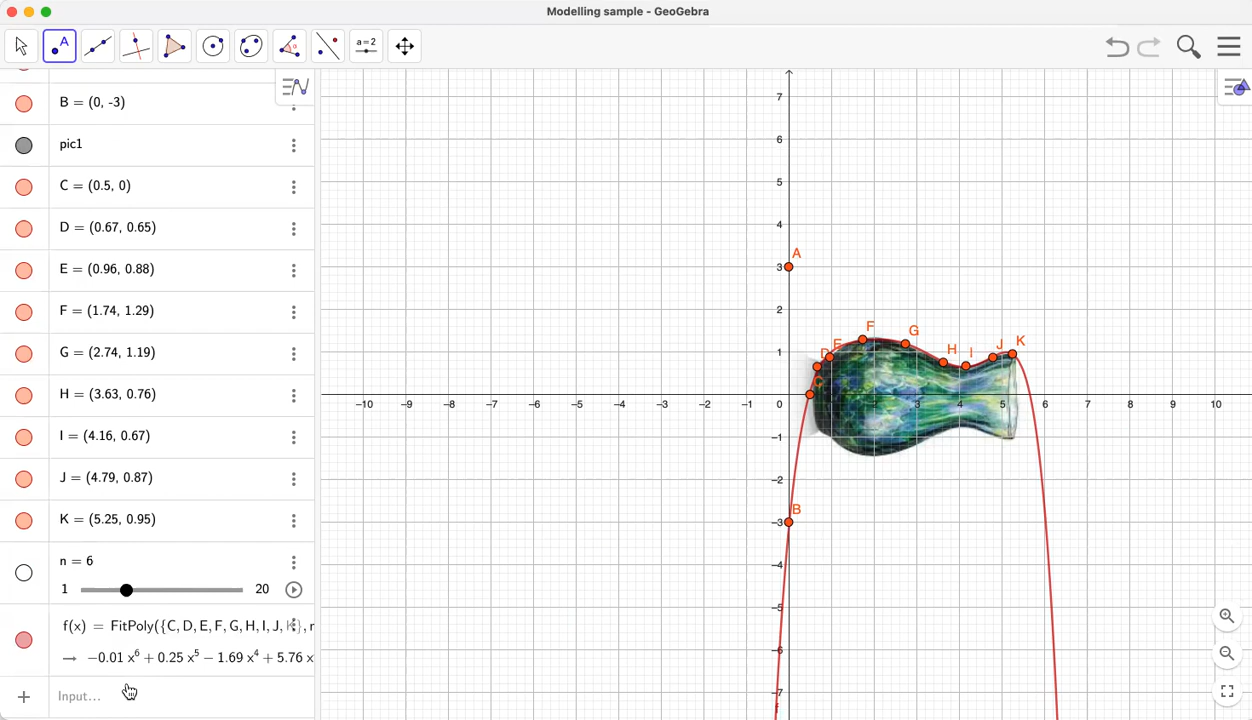 Modelling sample - GeoGebra
A
a=2
B = (0, -3)
pic1
C = (0.5, 0)
D = (0.67, 0.65)
E = (0.96, 0.88)
F = (1.74, 1.29)
G = (2.74, 1.19)
H = (3.63, 0.76)
I = (4.16, 0.67)
J = (4.79, 0.87)
K = (5.25, 0.95)
n = 6
1 20
f(x) = FitPoly({C, D, E, F, G, H, I, J, K}, n
→ −0.01 x⁶ + 0.25 x⁵ − 1.69 x⁴ + 5.76 x
+ Input...
7
6
5
4
A
3
2
F
G
E
D
H
I
J
K
1
C
−10 −9 −8 −7 −6 −5 −4 −3 −2 −1 0 2 3 4 5 6 7 8 9 10
−1
−2
B
−3
−4
−5
−6
−7
f